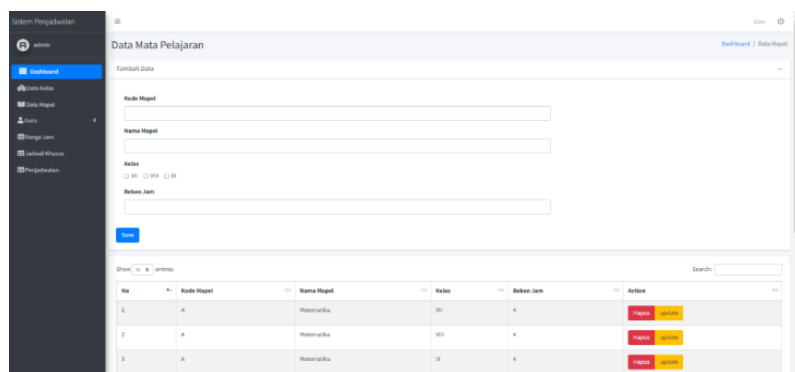 Sistem Penjadwalan
User
admin
Data Mata Pelajaran
Dashboard / Data Mapel
Dashboard
Data Kelas
Data Mapel
Guru
Range Jam
Jadwal Khusus
Penjadwalan
Tambah Data
Kode Mapel
Nama Mapel
Kelas
VII VIII IX
Beban Jam
Save
Show 10 entries
Search:
No Kode Mapel Nama Mapel Kelas Beban Jam Action
1 A Matematika VII 4 Hapus update
2 A Matematika VIII 4 Hapus update
3 A Matematika IX 4 Hapus update